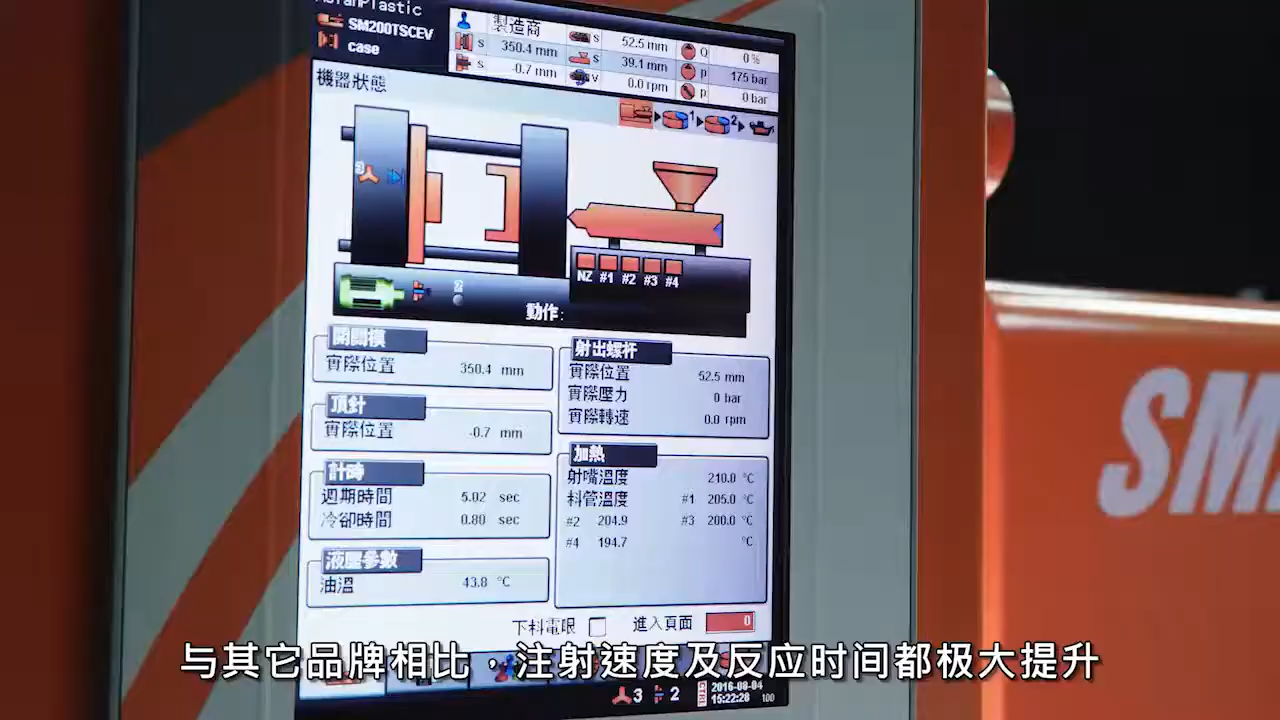 AsianPlastic
SM200TSCEV
case
製造商
S 350.4 mm
S -0.7 mm
S 52.5 mm
S 39.1 mm
V 0.0 rpm
Q 0 %
P 175 bar
P 0 bar
機器狀態
1 2
3
NZ #1 #2 #3 #4
2
動作:
開關模
實際位置 350.4 mm
頂針
實際位置 -0.7 mm
計時
週期時間 5.02 sec
冷卻時間 0.80 sec
液壓參數
油溫 43.8 °C
射出螺杆
實際位置 52.5 mm
實際壓力 0 bar
實際轉速 0.0 rpm
加熱
射嘴溫度 210.0 °C
料管溫度 #1 205.0 °C
#2 204.9 #3 200.0 °C
#4 194.7 °C
下料電眼 進入頁面 0
3 2 CTRL 2016-08-04
15:22:28 100
SM
与其它品牌相比，注射速度及反应时间都极大提升